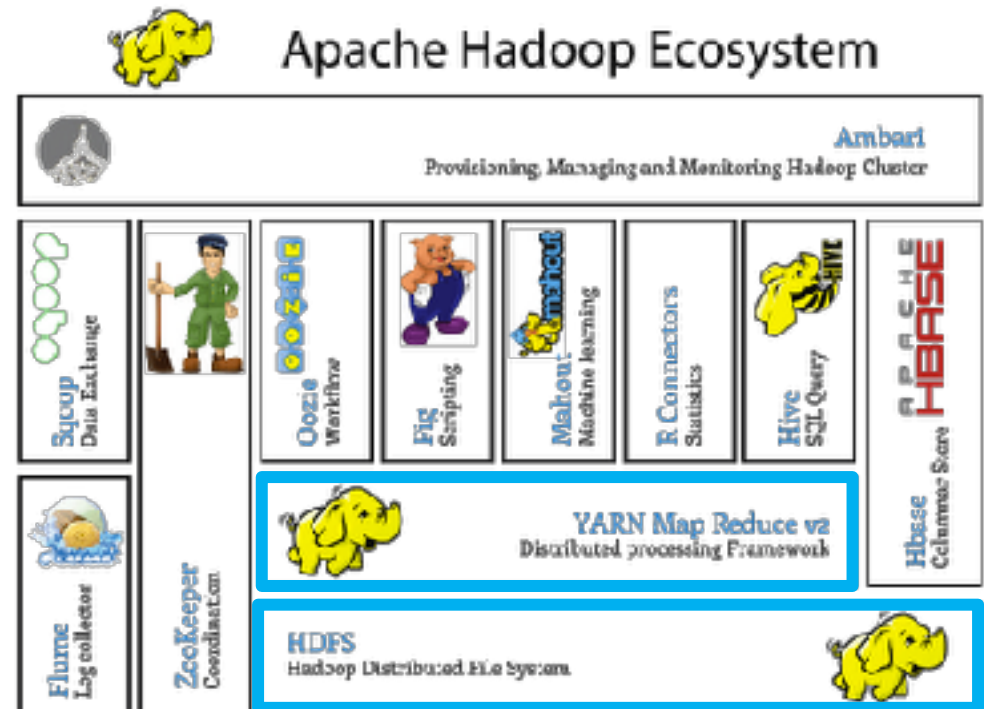 Apache Hadoop Ecosystem
Ambari
Provisioning, Managing and Monitoring Hadoop Cluster
sqoop
Sqoop
Data Exchange
oozie
Oozie
Workflow
Pig
Scripting
mahout
Mahout
Machine learning
R Connectors
Statistics
HIVE
Hive
SQL Query
APACHE
HBASE
Hbase
Columnar Store
Flume
Log collector
ZooKeeper
Coordination
YARN Map Reduce v2
Distributed processing Framework
HDFS
Hadoop Distributed File System